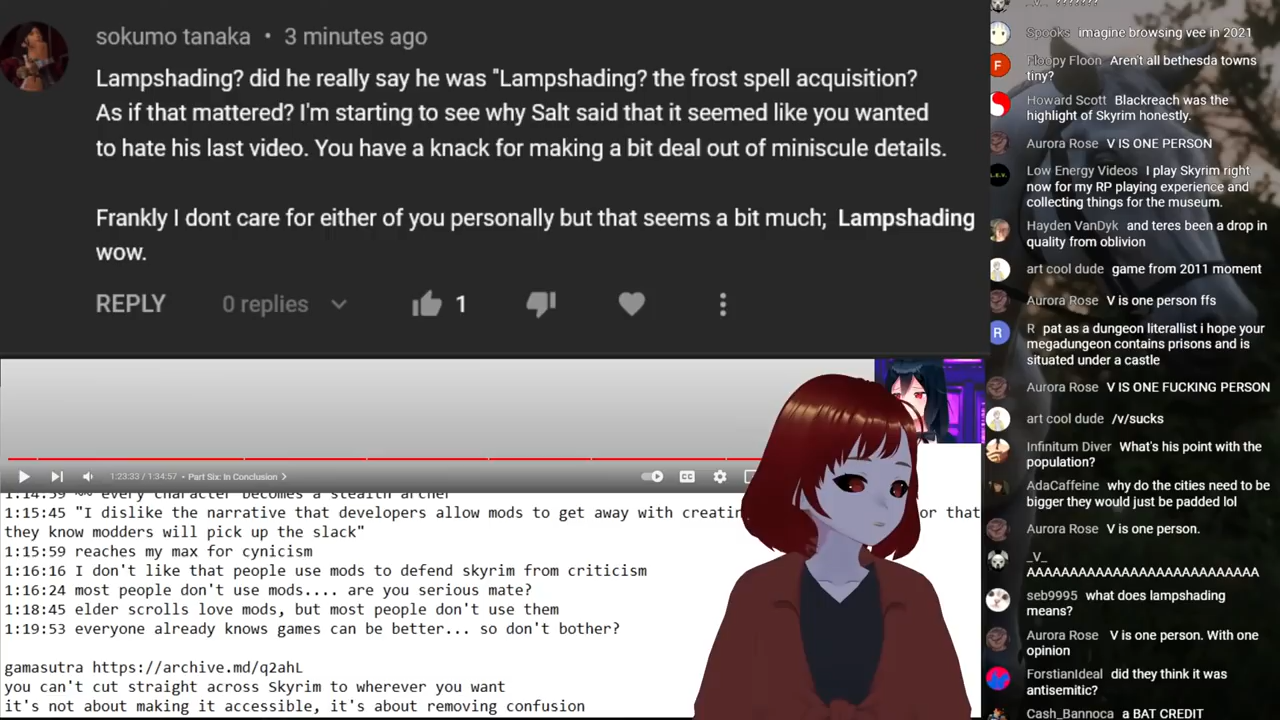 sokumo tanaka • 3 minutes ago
Lampshading? did he really say he was "Lampshading? the frost spell acquisition?
As if that mattered? I'm starting to see why Salt said that it seemed like you wanted
to hate his last video. You have a knack for making a bit deal out of miniscule details.
Frankly I dont care for either of you personally but that seems a bit much; Lampshading
wow.
REPLY 0 replies 1
1:23:33 / 1:34:57 • Part Six: In Conclusion >
CC
1:14:59 every character becomes a stealth archer
1:15:45 "I dislike the narrative that developers allow mods to get away with or that
they know modders will pick up the slack"
1:15:59 reaches my max for cynicism
1:16:16 I don't like that people use mods to defend skyrim from criticism
1:16:24 most people don't use mods.... are you serious mate?
1:18:45 elder scrolls love mods, but most people don't use them
1:19:53 everyone already knows games can be better... so don't bother?
gamasutra https://archive.md/q2ahL
you can't cut straight across Skyrim to wherever you want
it's not about making it accessible, it's about removing confusion
_V_ ???????
Spooks imagine browsing vee in 2021
Floopy Floon Aren't all bethesda towns
tiny?
Howard Scott Blackreach was the
highlight of Skyrim honestly.
Aurora Rose V IS ONE PERSON
L.E.V.
Low Energy Videos I play Skyrim right
now for my RP playing experience and
collecting things for the museum.
Hayden VanDyk and teres been a drop in
quality from oblivion
art cool dude game from 2011 moment
Aurora Rose V is one person ffs
R R pat as a dungeon literallist i hope your
megadungeon contains prisons and is
situated under a castle
Aurora Rose V IS ONE FUCKING PERSON
art cool dude /v/sucks
Infinitum Diver What's his point with the
population?
AdaCaffeine why do the cities need to be
bigger they would just be padded lol
Aurora Rose V is one person.
_V_
AAAAAAAAAAAAAAAAAAAAAAAAAA
seb9995 what does lampshading
means?
Aurora Rose V is one person. With one
opinion
ForstianIdeal did they think it was
antisemitic?
Cash_Bannoca a BAT CREDIT